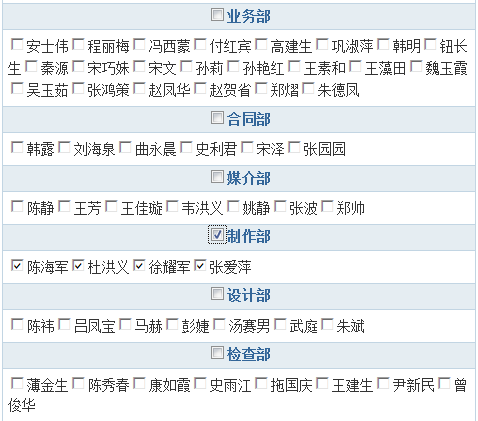 业务部
安士伟 程丽梅 冯西蒙 付红宾 高建生 巩淑萍 韩明 钮长
生 秦源 宋巧姝 宋文 孙莉 孙艳红 王素和 王藻田 魏玉霞
吴玉茹 张鸿策 赵凤华 赵贺省 郑熠 朱德凤
合同部
韩露 刘海泉 曲永晨 史利君 宋泽 张园园
媒介部
陈静 王芳 王佳璇 韦洪义 姚静 张波 郑帅
制作部
陈海军 杜洪义 徐耀军 张爱萍
设计部
陈祎 吕凤宝 马赫 彭婕 汤赛男 武庭 朱斌
检查部
薄金生 陈秀春 康如霞 史雨江 拖国庆 王建生 尹新民 曾
俊华